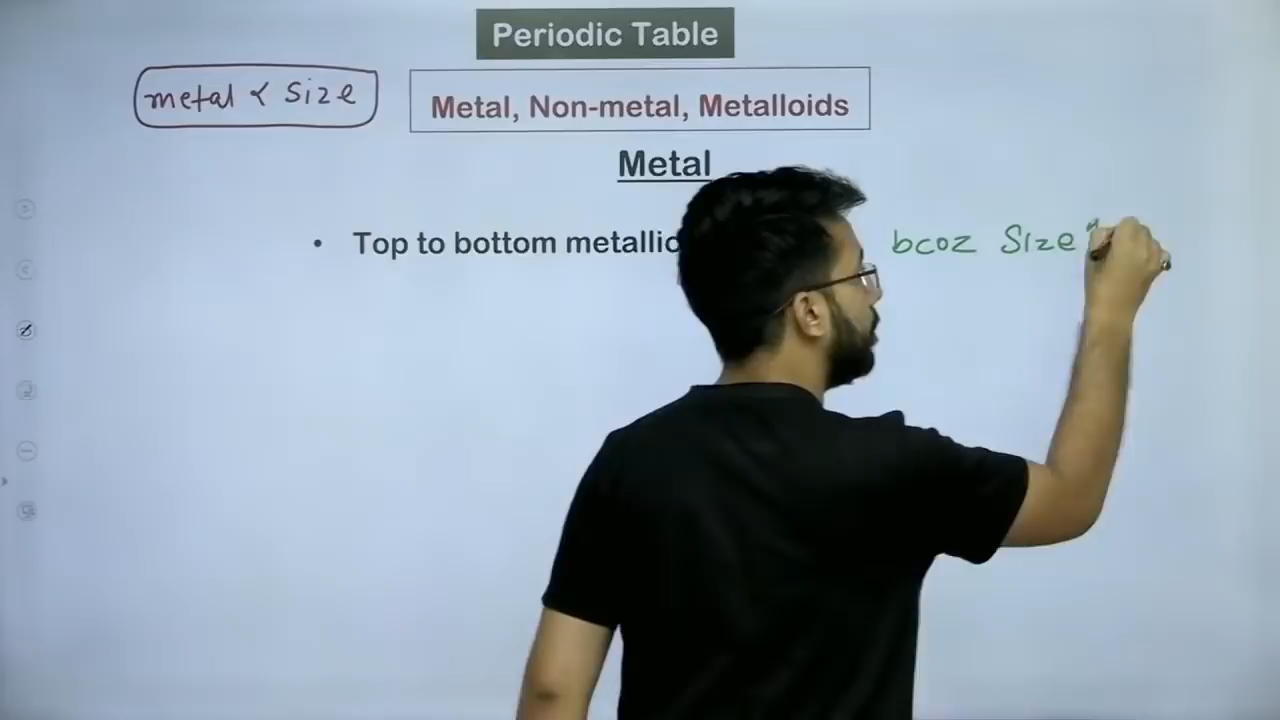 Periodic Table
metal ∝ Size
Metal, Non-metal, Metalloids
Metal
• Top to bottom metallic
bcoz Size